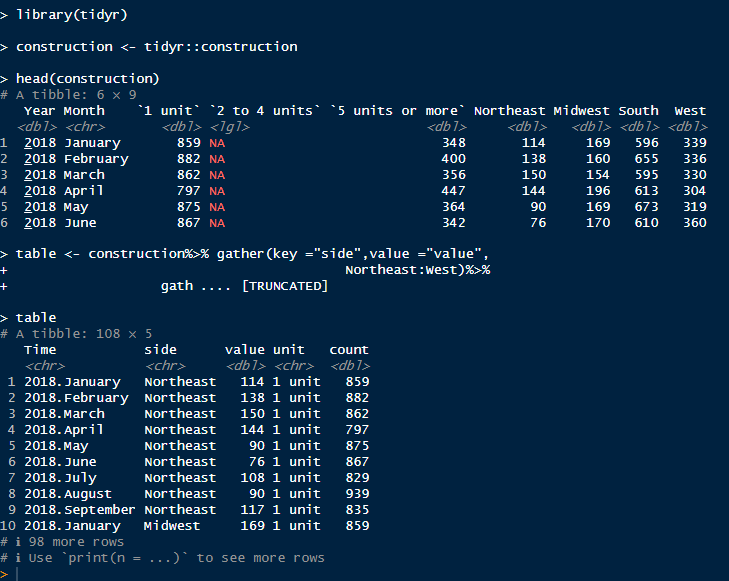 > library(tidyr)
> construction <- tidyr::construction
> head(construction)
# A tibble: 6 × 9
   Year Month    `1 unit` `2 to 4 units` `5 units or more` Northeast Midwest South  West
  <dbl> <chr>       <dbl> <lgl>                      <dbl>     <dbl>   <dbl> <dbl> <dbl>
1  2018 January       859 NA                           348       114     169   596   339
2  2018 February      882 NA                           400       138     160   655   336
3  2018 March         862 NA                           356       150     154   595   330
4  2018 April         797 NA                           447       144     196   613   304
5  2018 May           875 NA                           364        90     169   673   319
6  2018 June          867 NA                           342        76     170   610   360
> table <- construction%>% gather(key ="side",value ="value",
+                                           Northeast:West)%>%
+                    gath .... [TRUNCATED]
> table
# A tibble: 108 × 5
   Time           side      value unit   count
   <chr>          <chr>     <dbl> <chr>  <dbl>
 1 2018.January   Northeast   114 1 unit   859
 2 2018.February  Northeast   138 1 unit   882
 3 2018.March     Northeast   150 1 unit   862
 4 2018.April     Northeast   144 1 unit   797
 5 2018.May       Northeast    90 1 unit   875
 6 2018.June      Northeast    76 1 unit   867
 7 2018.July      Northeast   108 1 unit   829
 8 2018.August    Northeast    90 1 unit   939
 9 2018.September Northeast   117 1 unit   835
10 2018.January   Midwest     169 1 unit   859
# ℹ 98 more rows
# ℹ Use `print(n = ...)` to see more rows
>